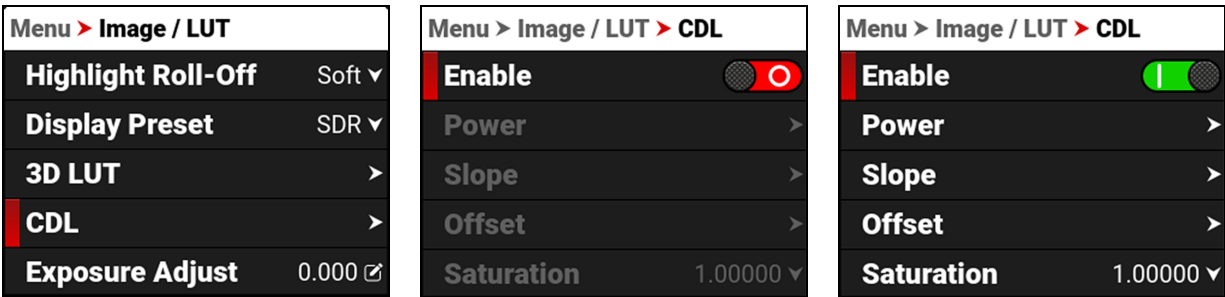 Menu > Image / LUT
Highlight Roll-Off Soft
Display Preset SDR
3D LUT
CDL
Exposure Adjust 0.000
Menu > Image / LUT > CDL
Enable
Power
Slope
Offset
Saturation 1.00000
Menu > Image / LUT > CDL
Enable
Power
Slope
Offset
Saturation 1.00000